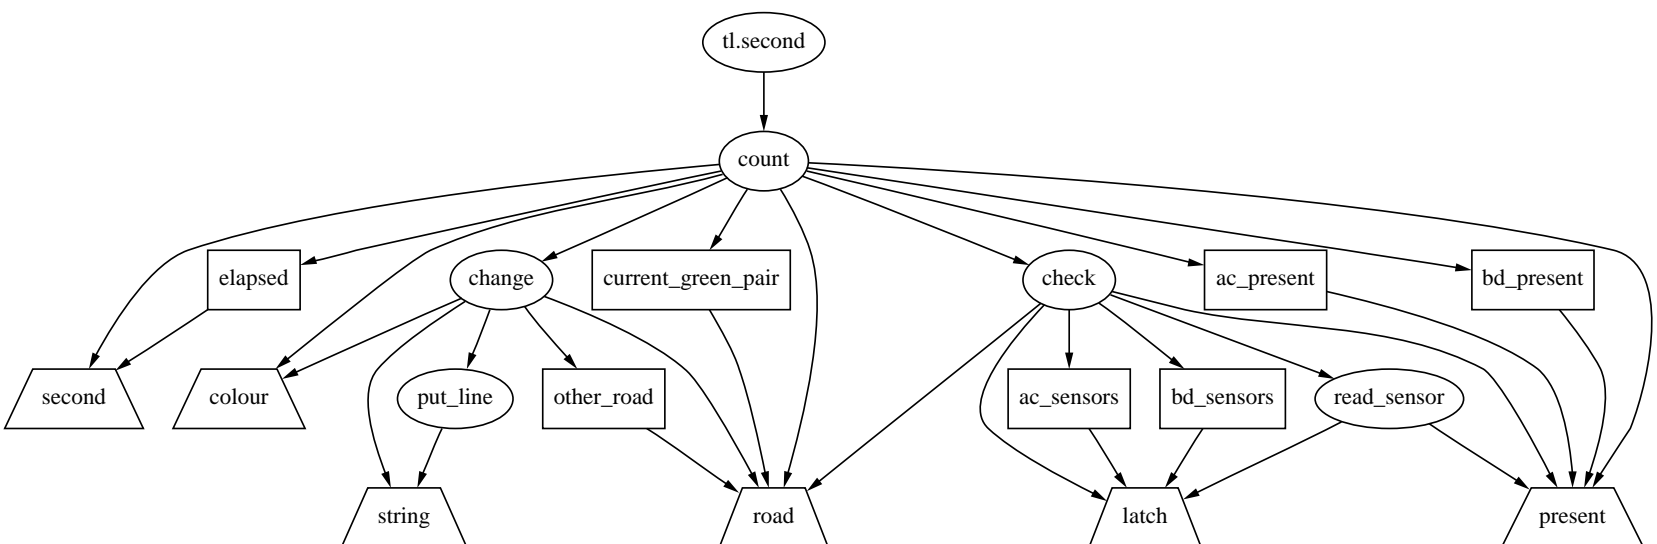 tl.second
count
elapsed
change
current_green_pair
check
ac_present
bd_present
second
colour
put_line
other_road
ac_sensors
bd_sensors
read_sensor
string
road
latch
present